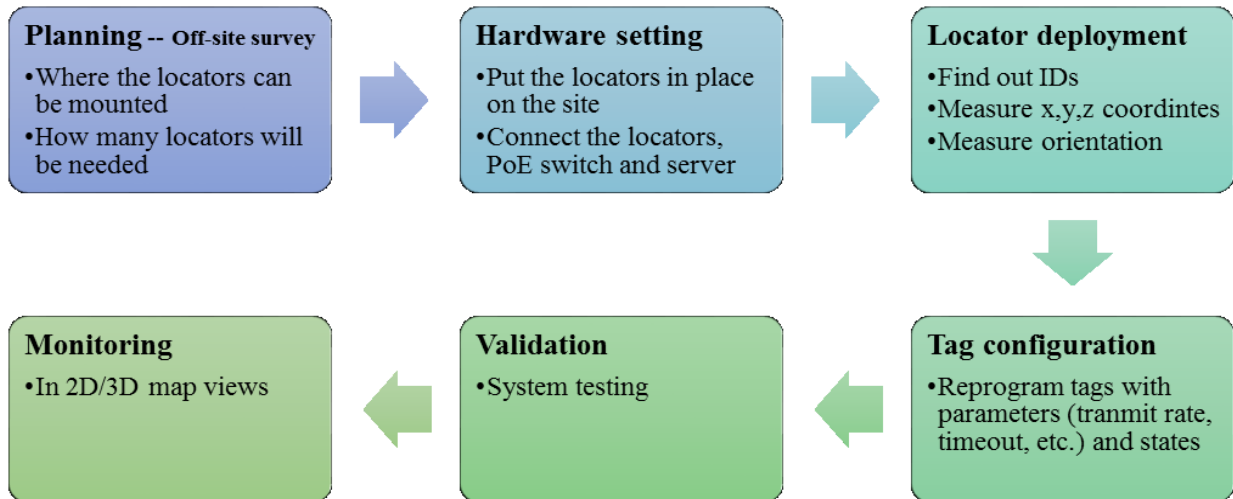 Planning -- Off-site survey
•Where the locators can
be mounted
•How many locators will
be needed
Hardware setting
•Put the locators in place
on the site
•Connect the locators,
PoE switch and server
Locator deployment
•Find out IDs
•Measure x,y,z coordintes
•Measure orientation
Tag configuration
•Reprogram tags with
parameters (tranmit rate,
timeout, etc.) and states
Validation
•System testing
Monitoring
•In 2D/3D map views